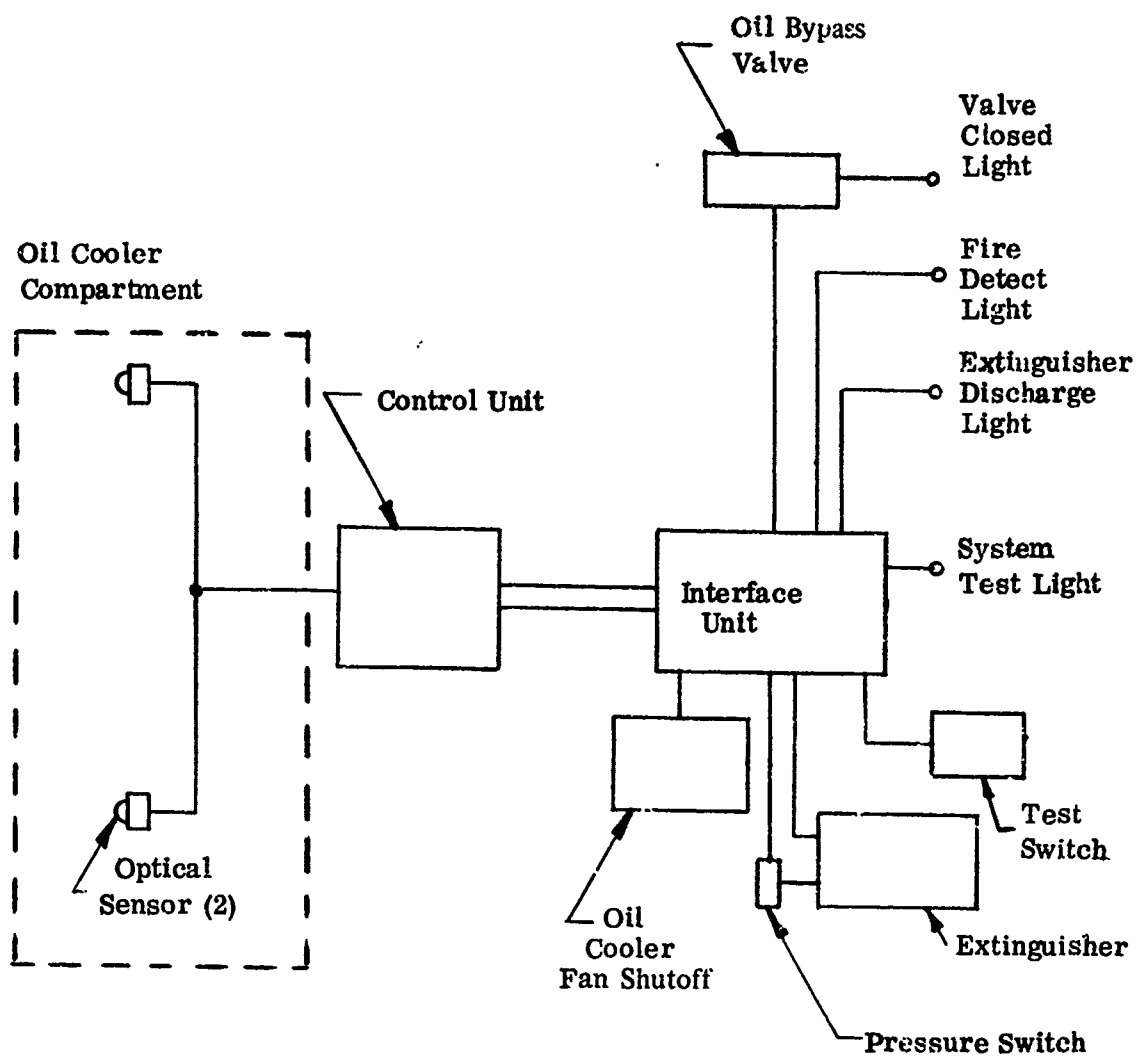 Oil Bypass
Valve
Valve
Closed
Light
Oil Cooler
Compartment
Fire
Detect
Light
Control Unit
Extinguisher
Discharge
Light
Interface
Unit
System
Test Light
Optical
Sensor (2)
Test
Switch
Oil
Cooler
Fan Shutoff
Extinguisher
Pressure Switch